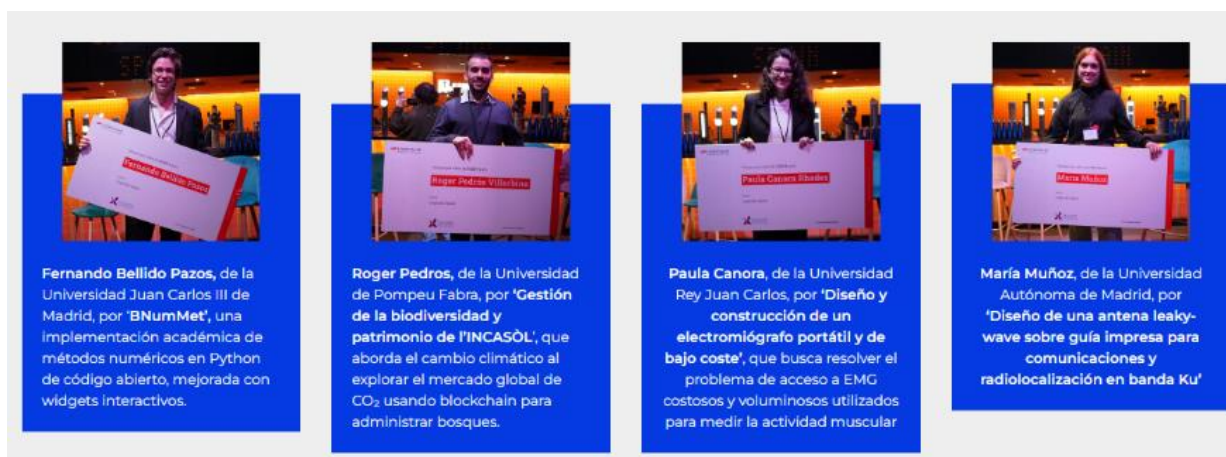 Fernando Bellido Pazos
Roger Pedrós Villarbino
Paula Canora Rhodes
María Muñoz
Fernando Bellido Pazos, de la
Universidad Juan Carlos III de
Madrid, por 'BNumMet', una
implementación académica de
métodos numéricos en Python
de código abierto, mejorada con
widgets interactivos.
Roger Pedros, de la Universidad
de Pompeu Fabra, por 'Gestión
de la biodiversidad y
patrimonio de l'INCASÒL', que
aborda el cambio climático al
explorar el mercado global de
CO₂ usando blockchain para
administrar bosques.
Paula Canora, de la Universidad
Rey Juan Carlos, por 'Diseño y
construcción de un
electromiógrafo portátil y de
bajo coste', que busca resolver el
problema de acceso a EMG
costosos y voluminosos utilizados
para medir la actividad muscular
María Muñoz, de la Universidad
Autónoma de Madrid, por
'Diseño de una antena leaky-
wave sobre guía impresa para
comunicaciones y
radiolocalización en banda Ku'